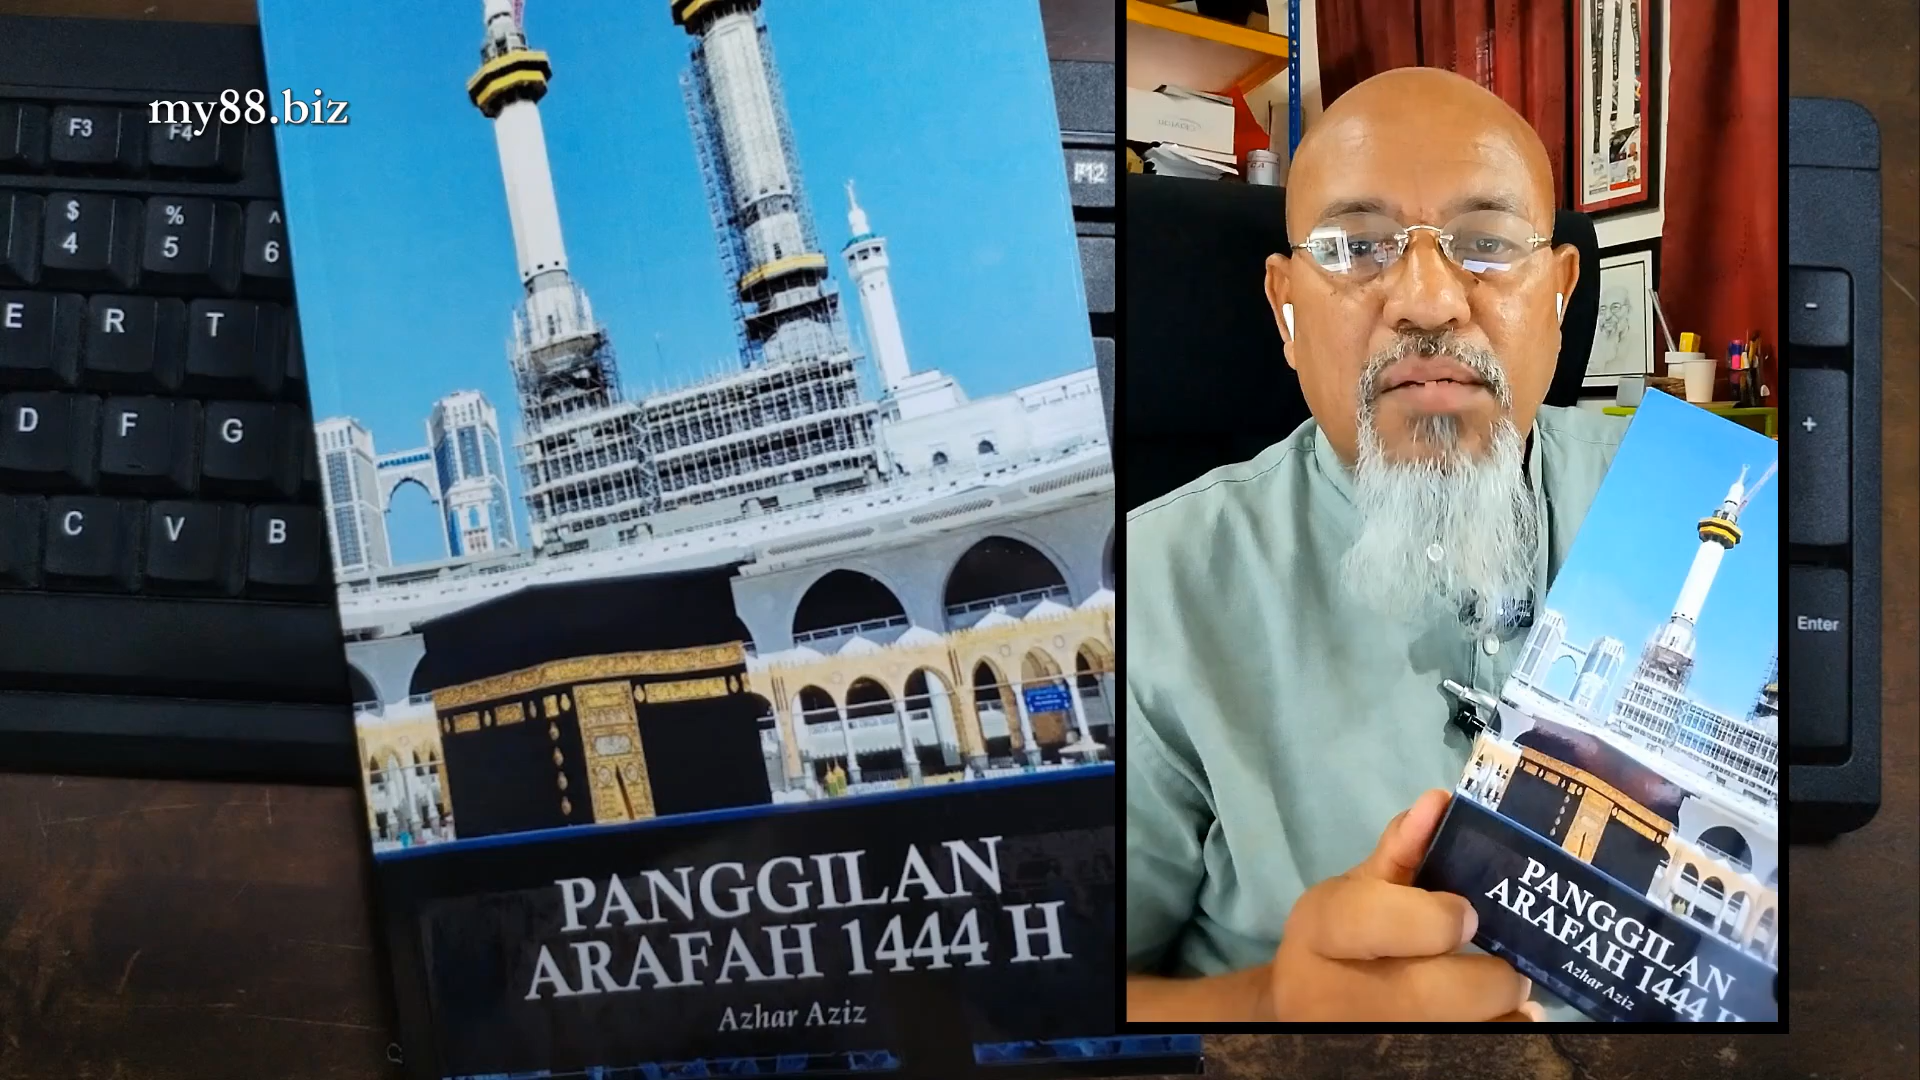 my88.biz
F3
F4
F12
$
4
%
5
^
6
E
R
T
D
F
G
C
V
B
-
+
Enter
PANGGILAN
ARAFAH 1444 H
Azhar Aziz
PANGGILAN
ARAFAH 1444 H
Azhar Aziz